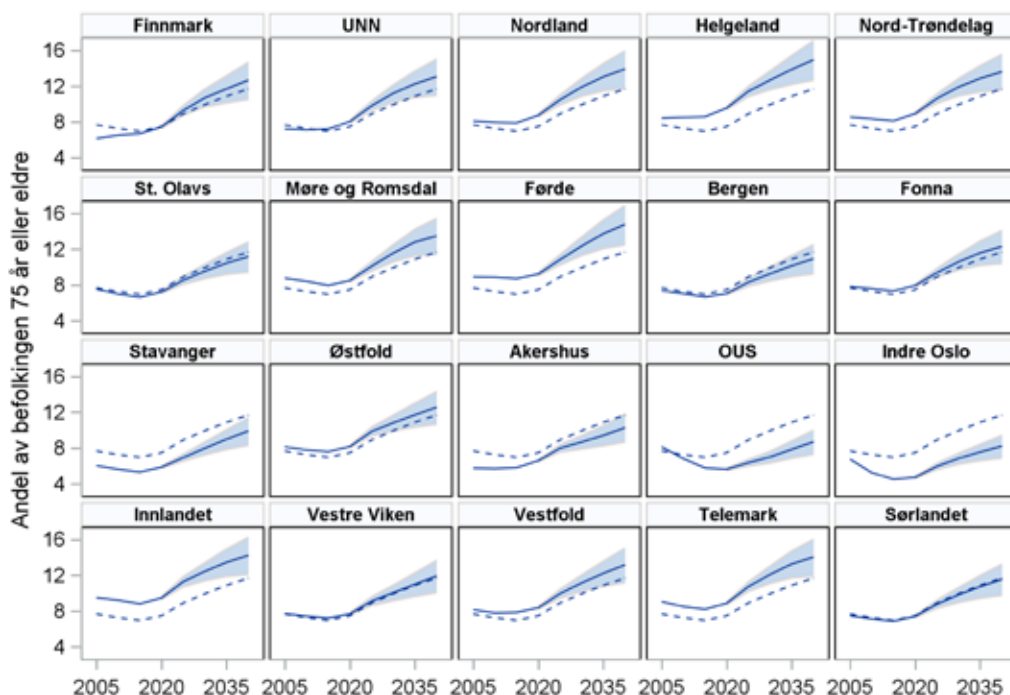 Andel av befolkingen 75 år eller eldre
Finnmark UNN Nordland Helgeland Nord-Trøndelag
16
12
8
4
St. Olavs Møre og Romsdal Førde Bergen Fonna
16
12
8
4
Stavanger Østfold Akershus OUS Indre Oslo
16
12
8
4
Innlandet Vestre Viken Vestfold Telemark Sørlandet
16
12
8
4
2005 2020 2035 2005 2020 2035 2005 2020 2035 2005 2020 2035 2005 2020 2035